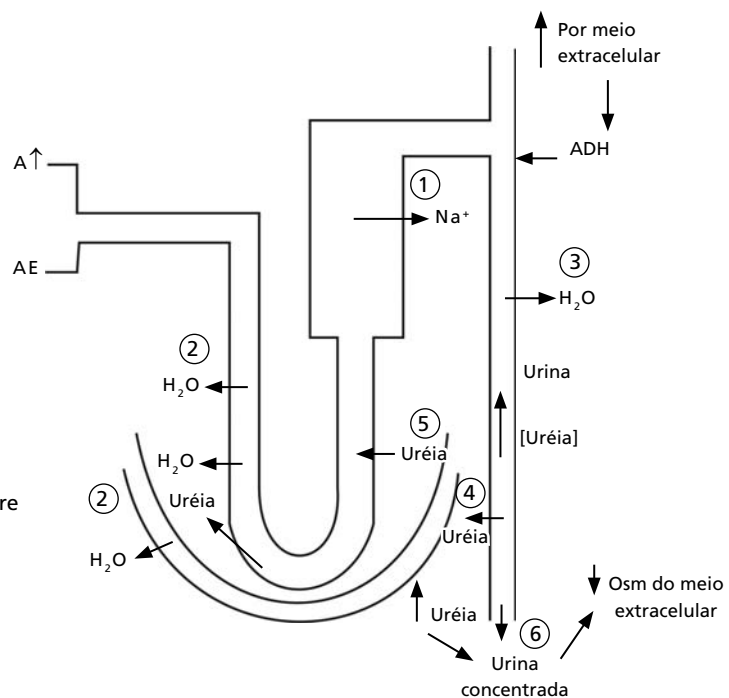 Por meio
extracelular
ADH
A↑
AE
1
Na⁺
3
H₂O
2
H₂O
Urina
[Uréia]
5
Uréia
H₂O
4
Uréia
Uréia
2
re
H₂O
Uréia
Osm do meio
extracelular
6
Urina
concentrada